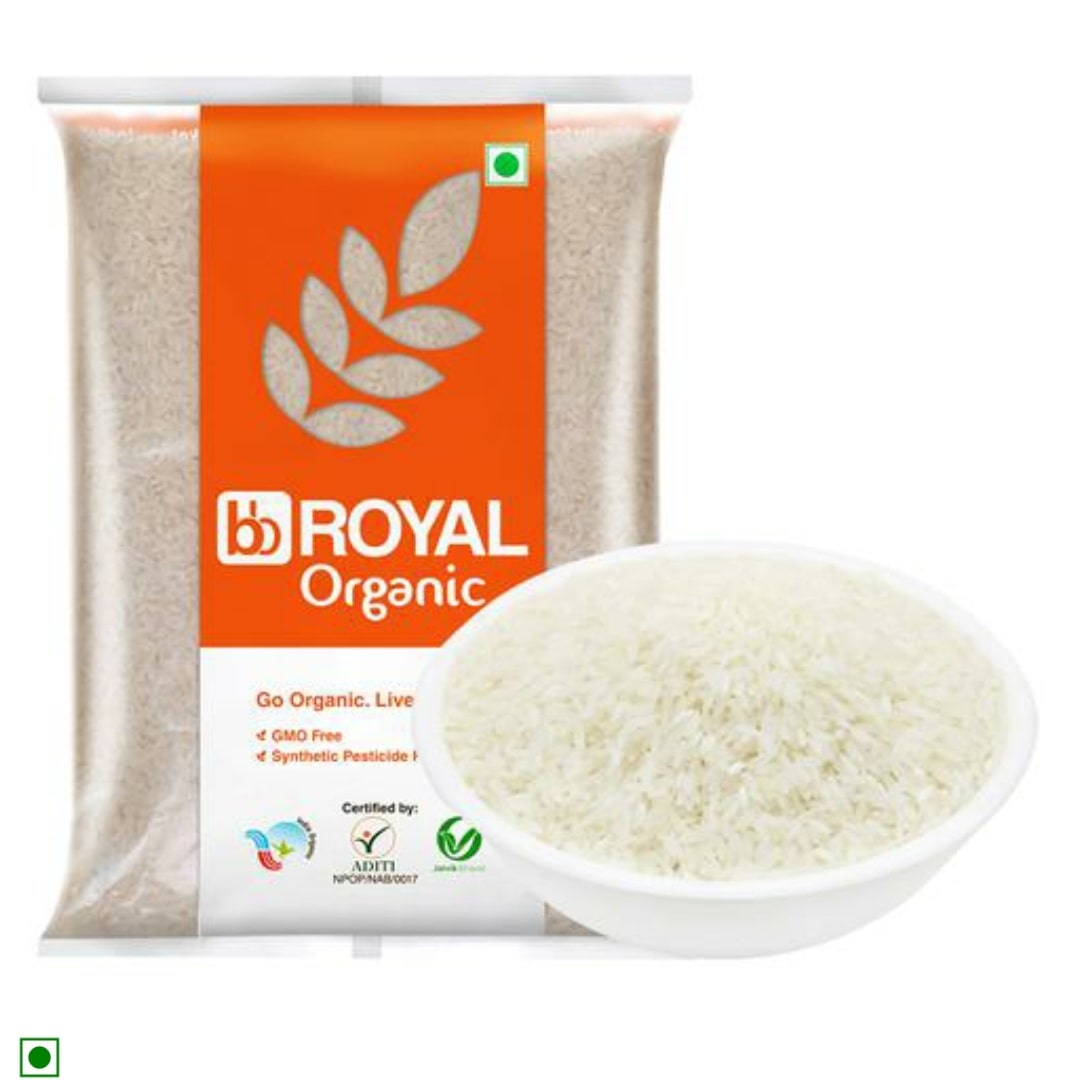 bb ROYAL
Organic
Go Organic. Live
GMO Free
Synthetic Pesticide
Certified by:
ADITI
NPOP/NAB/0017